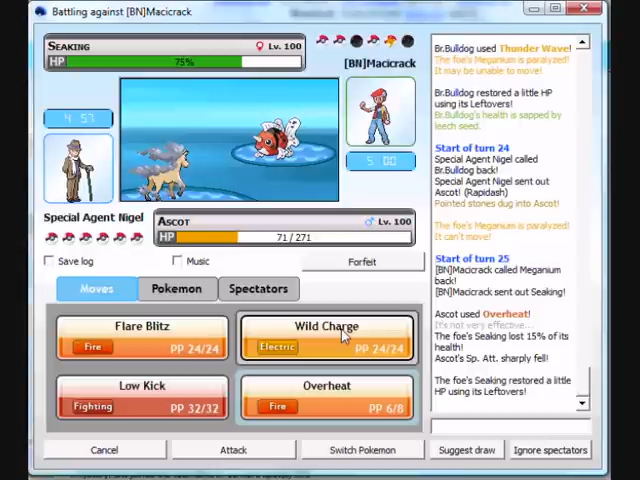 Battling against [BN]Macicrack
SEAKING
Lv. 100
HP
75%
[BN]Macicrack
4 57
5 00
Special Agent Nigel
ASCOT
Lv. 100
HP
71 / 271
Save log
Music
Forfeit
Moves
Pokemon
Spectators
Flare Blitz
Fire
PP 24/24
Wild Charge
Electric
PP 24/24
Low Kick
Fighting
PP 32/32
Overheat
Fire
PP 6/8
Cancel
Attack
Switch Pokemon
Suggest draw
Ignore spectators
Br.Bulldog used Thunder Wave!
The foe's Meganium is paralyzed!
It may be unable to move!
Br.Bulldog restored a little HP
using its Leftovers!
Br.Bulldog's health is sapped by
leech seed.
Start of turn 24
Special Agent Nigel called
Br.Bulldog back!
Special Agent Nigel sent out
Ascot! (Rapidash)
Pointed stones dug into Ascot!
The foe's Meganium is paralyzed!
It can't move!
Start of turn 25
[BN]Macicrack called Meganium
back!
[BN]Macicrack sent out Seaking!
Ascot used Overheat!
It's not very effective...
The foe's Seaking lost 15% of its
health!
Ascot's Sp. Att. sharply fell!
The foe's Seaking restored a little
HP using its Leftovers!